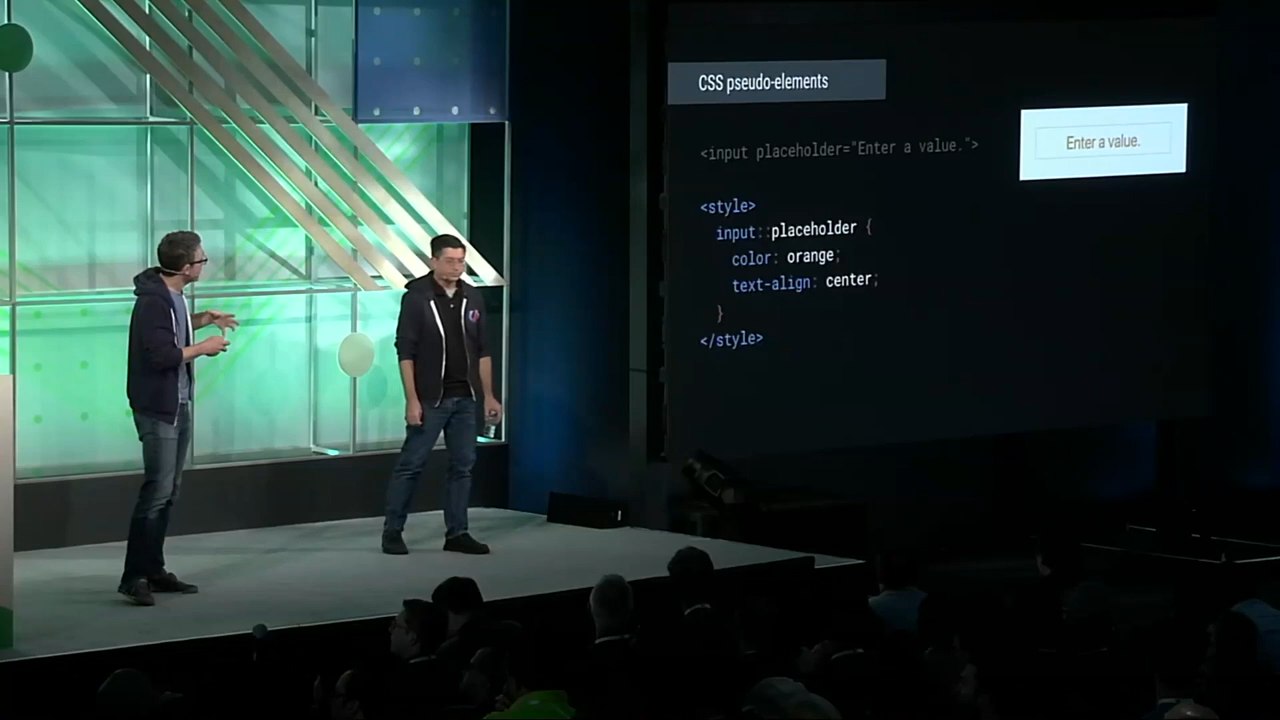 CSS pseudo-elements
<input placeholder="Enter a value.">
Enter a value.
<style>
input::placeholder {
color: orange;
text-align: center;
}
</style>